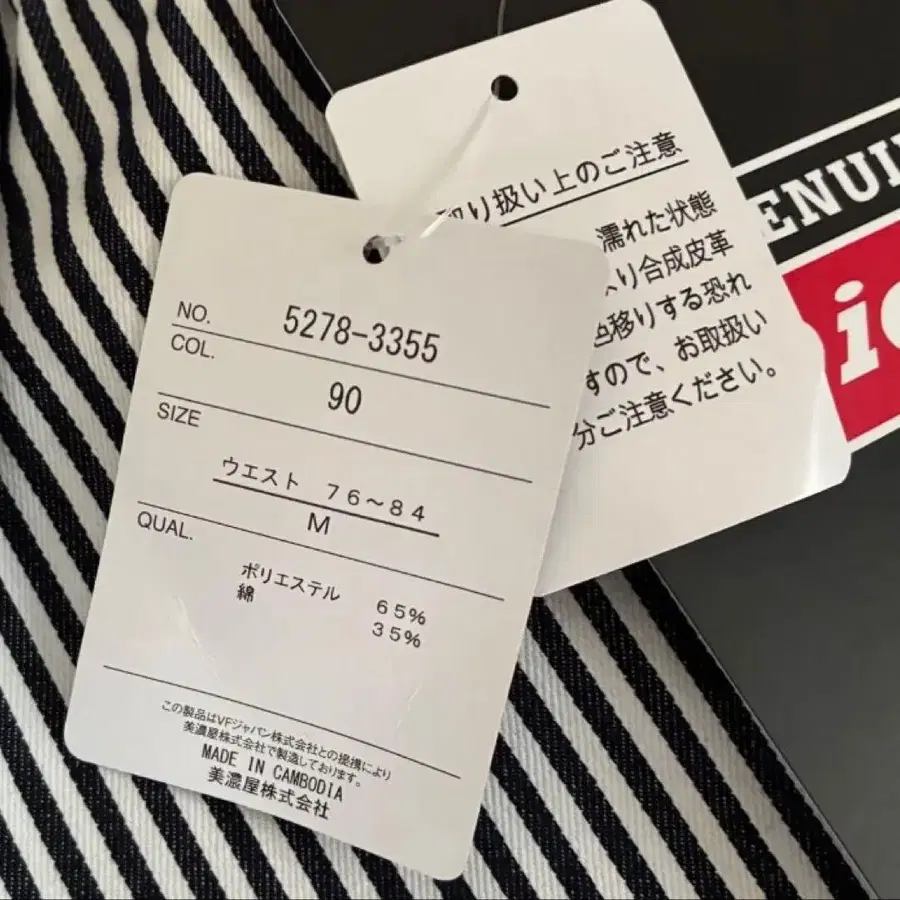 NO. 5278-3355
COL. 90
SIZE
ウエスト 76~84
M
QUAL.
ポリエステル 65%
綿 35%
この製品はVFジャパン株式会社との提携により
美濃屋株式会社で製造しております。
MADE IN CAMBODIA
美濃屋株式会社
取り扱い上のご注意
濡れた状態
より合成皮革
色移りする恐れ
すので、お取扱い
分ご注意ください。